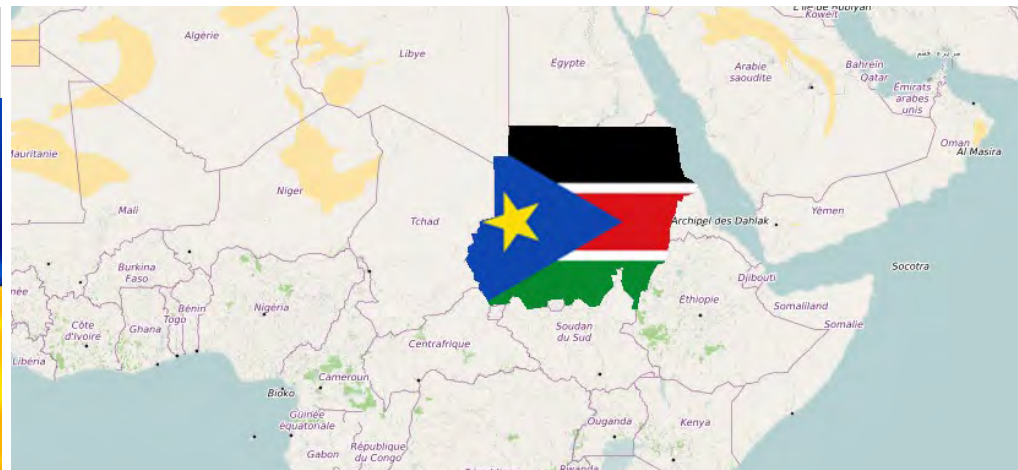 Algérie
Libye
Egypte
Arabie
saoudite
Koweït
Bahreïn
Qatar
Émirats
arabes
unis
Oman
Al Masira
Mauritanie
Mali
Niger
Tchad
Archipel des Dahlak
Yémen
Socotra
Burkina
Faso
Nigéria
Bénin
Togo
Ghana
Côte
d'Ivoire
Libéria
Djibouti
Éthiopie
Somaliland
Somalie
Soudan
du Sud
Centrafrique
Cameroun
Bioko
Guinée
équatoriale
Gabon
République
du Congo
Ouganda
Kenya